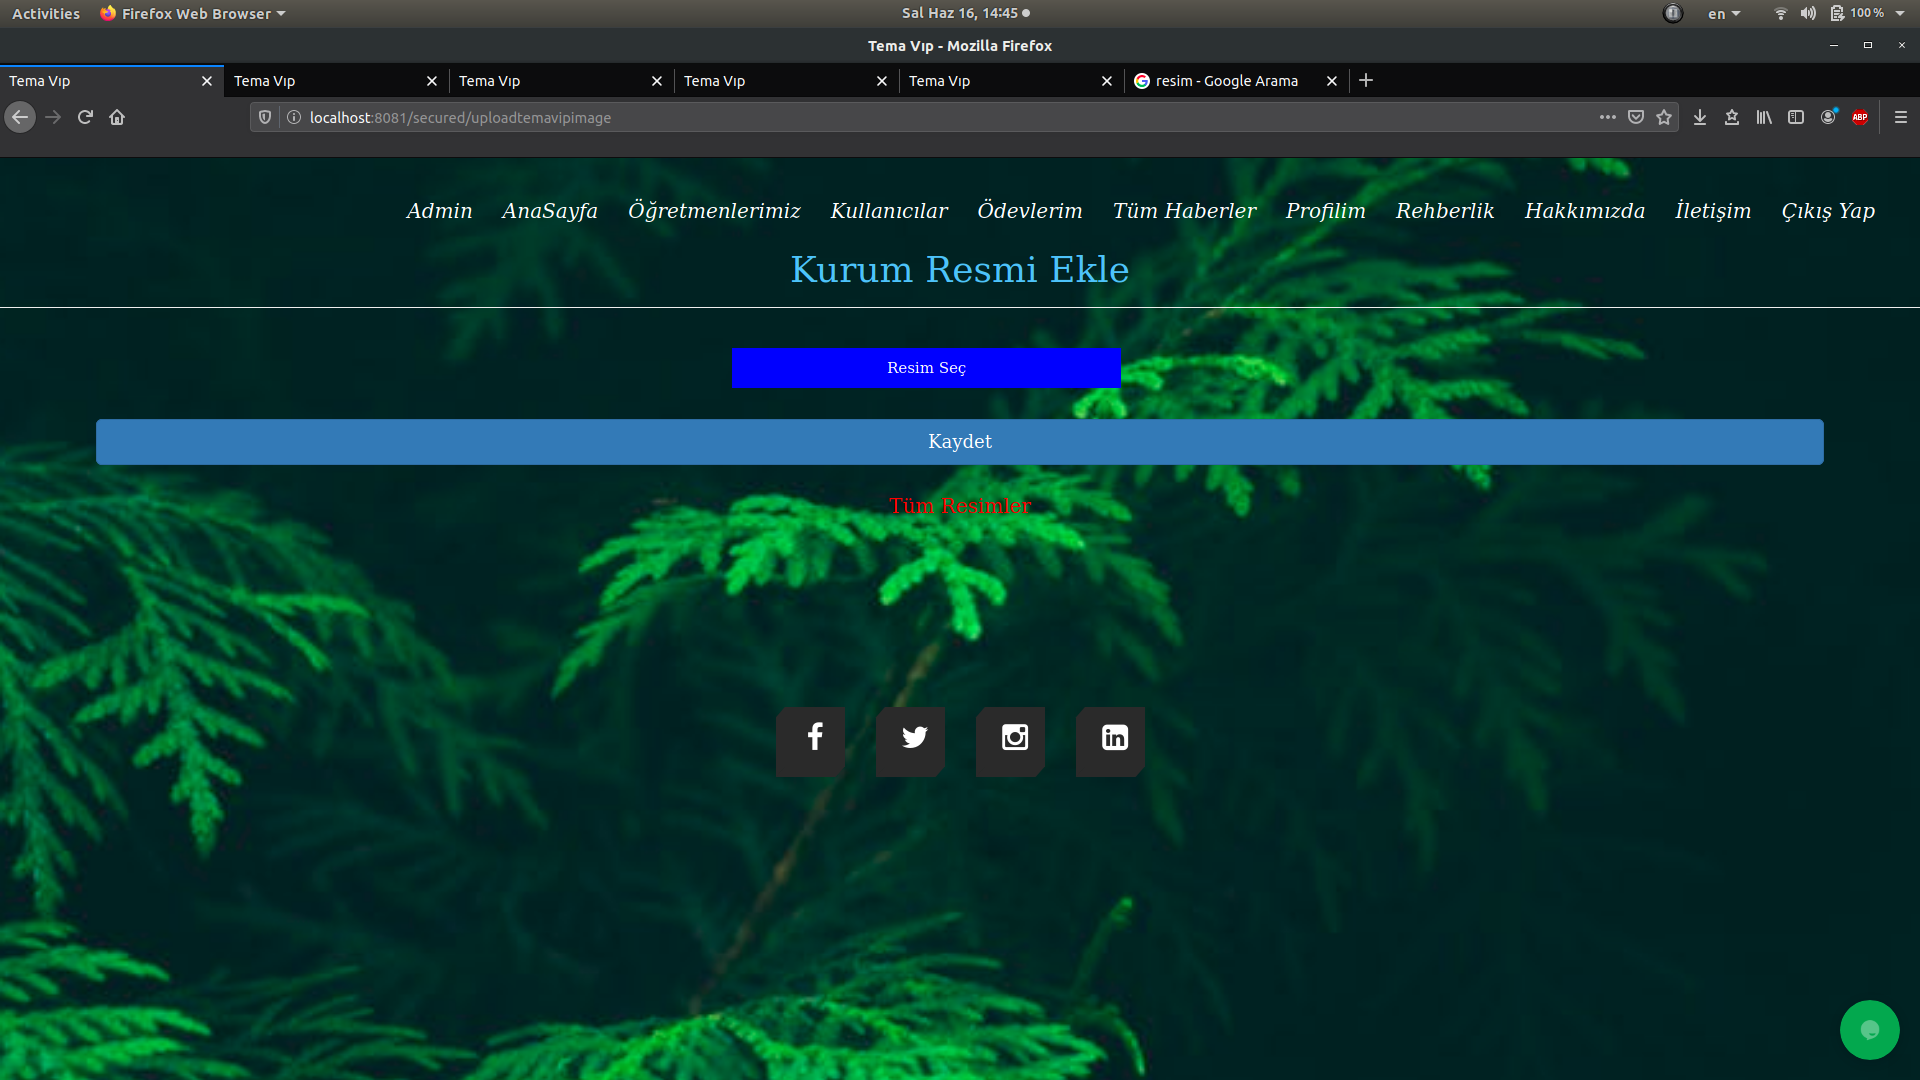 Activities Firefox Web Browser Sal Haz 16, 14:45 en 100 %
Tema Vıp - Mozilla Firefox
Tema Vıp Tema Vıp Tema Vıp Tema Vıp Tema Vıp resim - Google Arama
localhost:8081/secured/uploadtemavipimage ABP
Admin AnaSayfa Öğretmenlerimiz Kullanıcılar Ödevlerim Tüm Haberler Profilim Rehberlik Hakkımızda İletişim Çıkış Yap
Kurum Resmi Ekle
Resim Seç
Kaydet
Tüm Resimler